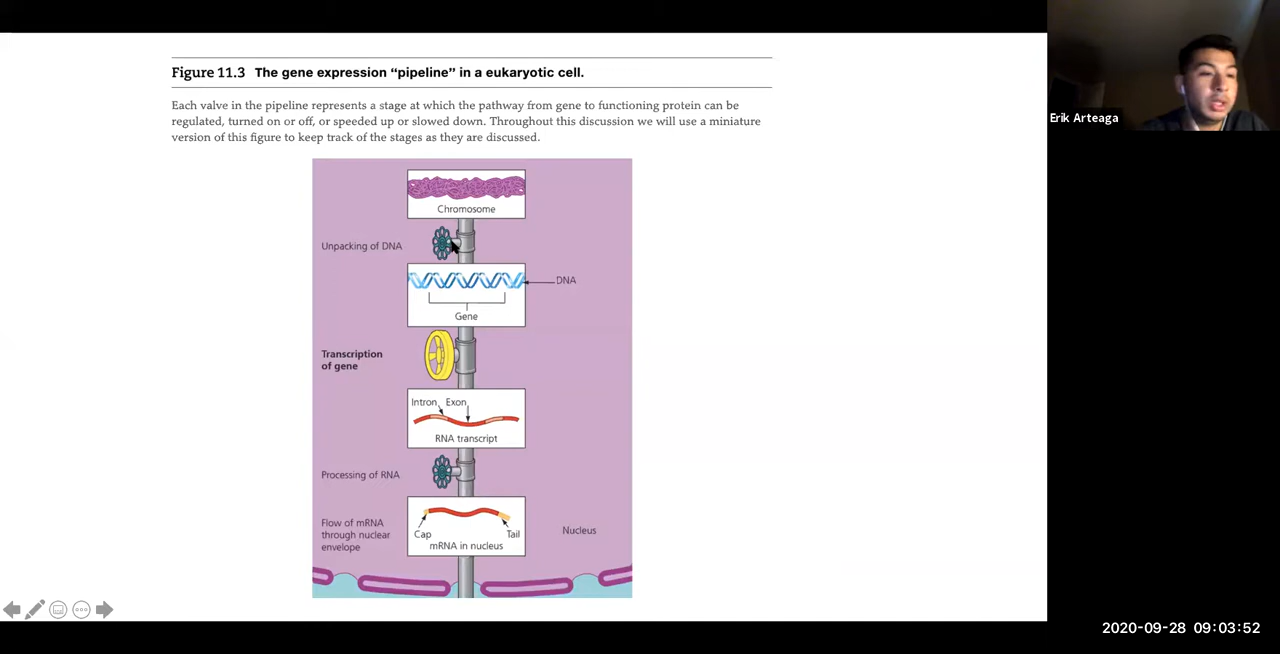 Figure 11.3 The gene expression “pipeline” in a eukaryotic cell.
Each valve in the pipeline represents a stage at which the pathway from gene to functioning protein can be
regulated, turned on or off, or speeded up or slowed down. Throughout this discussion we will use a miniature
version of this figure to keep track of the stages as they are discussed.
Erik Arteaga
Chromosome
Unpacking of DNA
DNA
Gene
Transcription
of gene
Intron Exon
RNA transcript
Processing of RNA
Flow of mRNA
through nuclear
envelope
Cap
Tail
mRNA in nucleus
Nucleus
2020-09-28 09:03:52